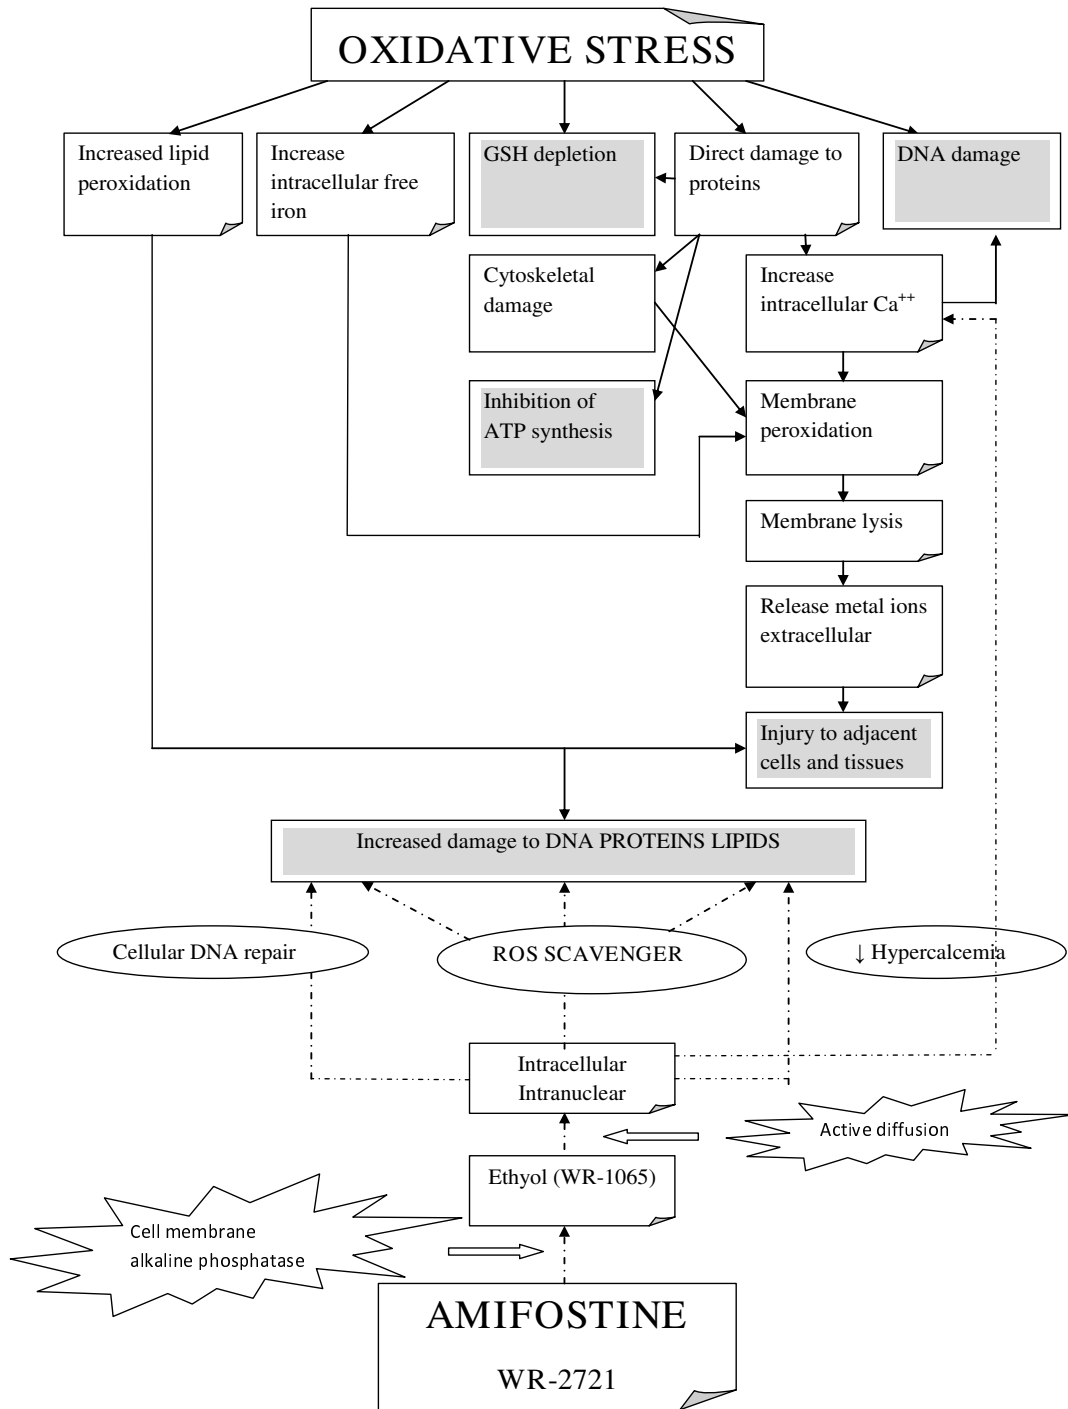 OXIDATIVE STRESS
Increased lipid
peroxidation
Increase
intracellular free
iron
GSH depletion
Direct damage to
proteins
DNA damage
Cytoskeletal
damage
Increase
intracellular Ca⁺⁺
Inhibition of
ATP synthesis
Membrane
peroxidation
Membrane lysis
Release metal ions
extracellular
Injury to adjacent
cells and tissues
Increased damage to DNA PROTEINS LIPIDS
Cellular DNA repair
ROS SCAVENGER
↓ Hypercalcemia
Intracellular
Intranuclear
Active diffusion
Ethyol (WR-1065)
Cell membrane
alkaline phosphatase
AMIFOSTINE
WR-2721